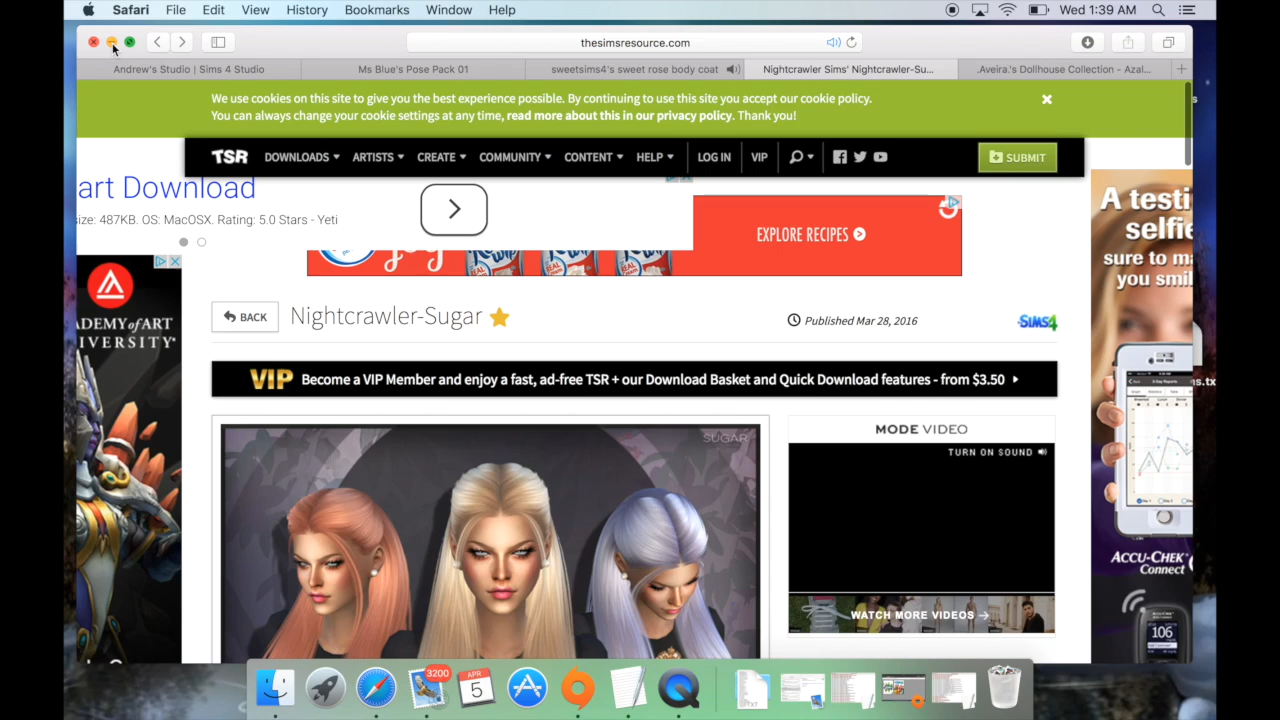 Safari File Edit View History Bookmarks Window Help Wed 1:39 AM
thesimsresource.com
Andrew's Studio | Sims 4 Studio Ms Blue's Pose Pack 01 sweetsims4's sweet rose body coat Nightcrawler Sims' Nightcrawler-Su... .Aveira.'s Dollhouse Collection - Azal...
We use cookies on this site to give you the best experience possible. By continuing to use this site you accept our cookie policy.
You can always change your cookie settings at any time, read more about this in our privacy policy. Thank you!
TSR DOWNLOADS ARTISTS CREATE COMMUNITY CONTENT HELP LOG IN VIP SUBMIT
art Download
size: 487KB. OS: MacOSX. Rating: 5.0 Stars - Yeti
EXPLORE RECIPES
joy
REAL
REAL
REAL
A testi
selfie
sure to ma
you smil
ADEMY of ART
IVERSITY
BACK Nightcrawler-Sugar Published Mar 28, 2016 SIMS4
VIP Become a VIP Member and enjoy a fast, ad-free TSR + our Download Basket and Quick Download features - from $3.50
SUGAR
MODE VIDEO
TURN ON SOUND
WATCH MORE VIDEOS
s.tx
ACCU-CHEK
Connect
106
3200
APR
5
TXT